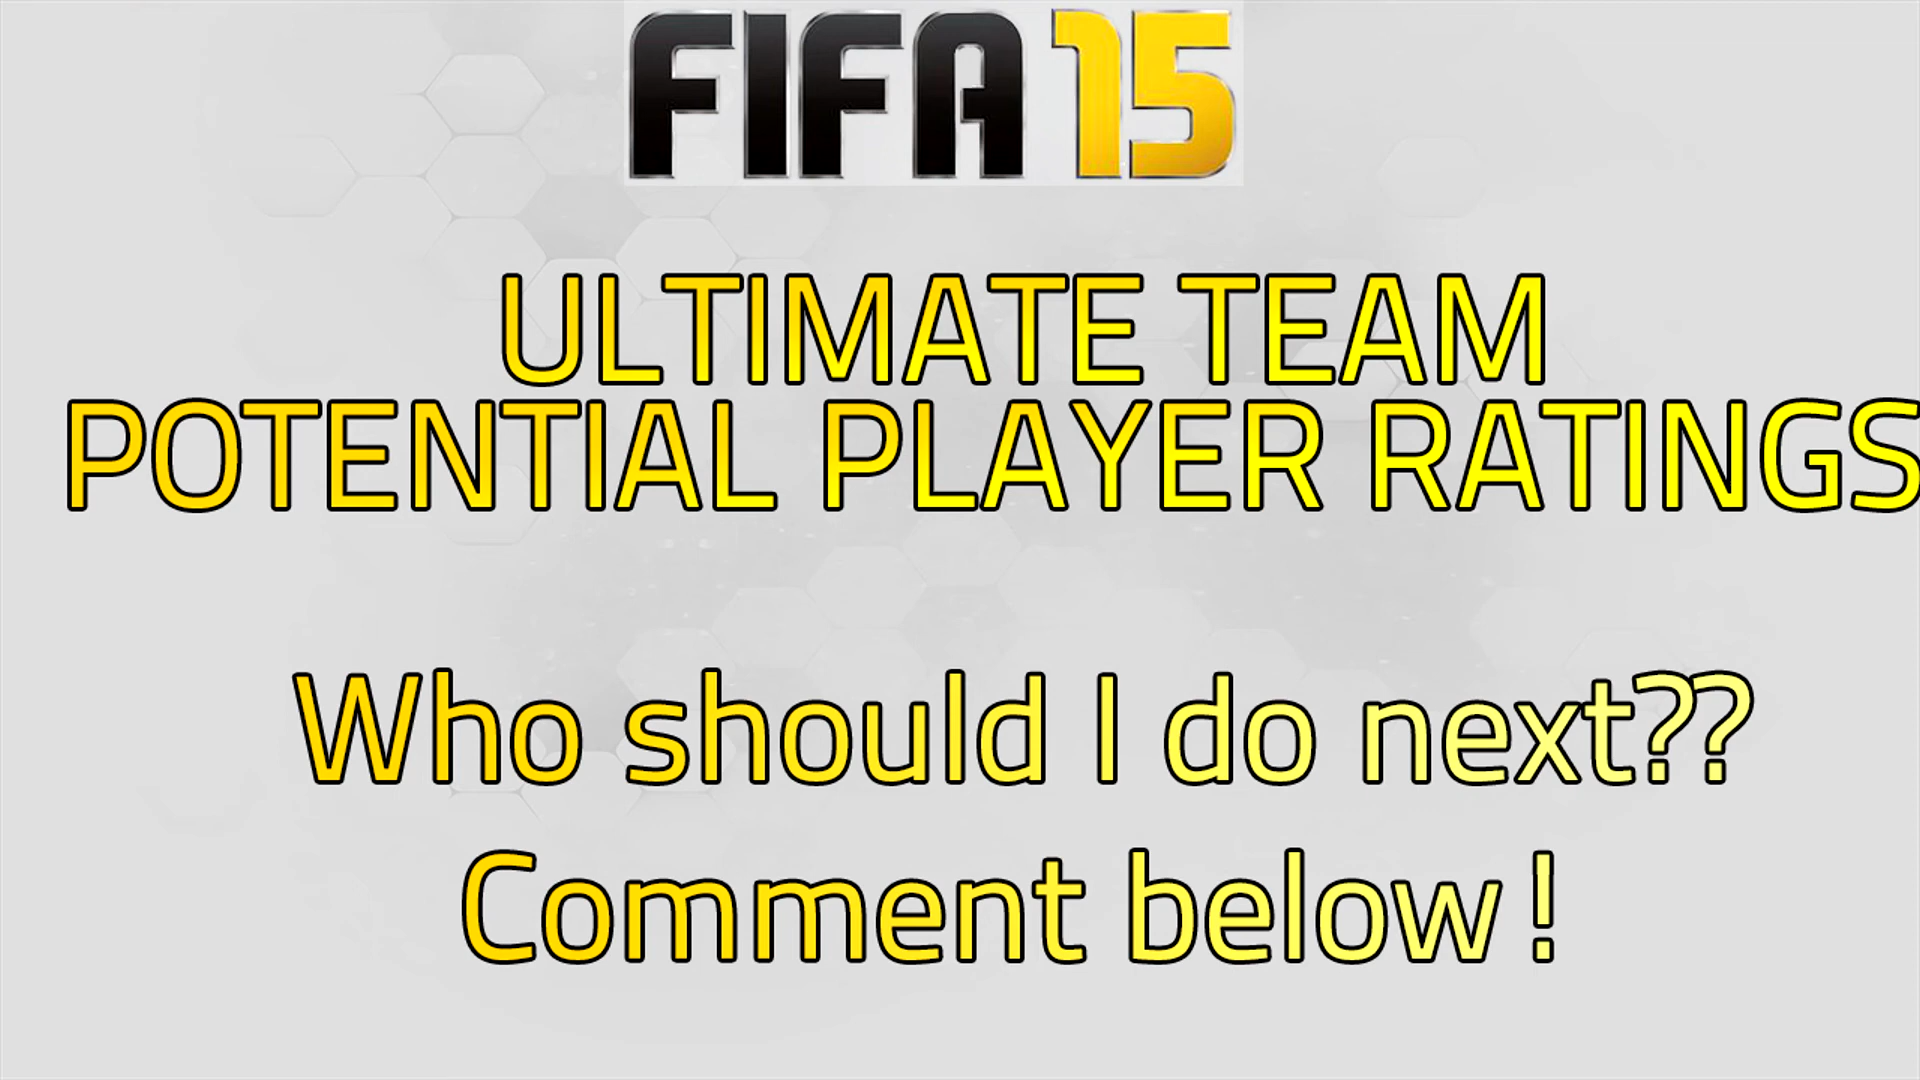 FIFA 15
ULTIMATE TEAM
POTENTIAL PLAYER RATINGS
Who should I do next??
Comment below !